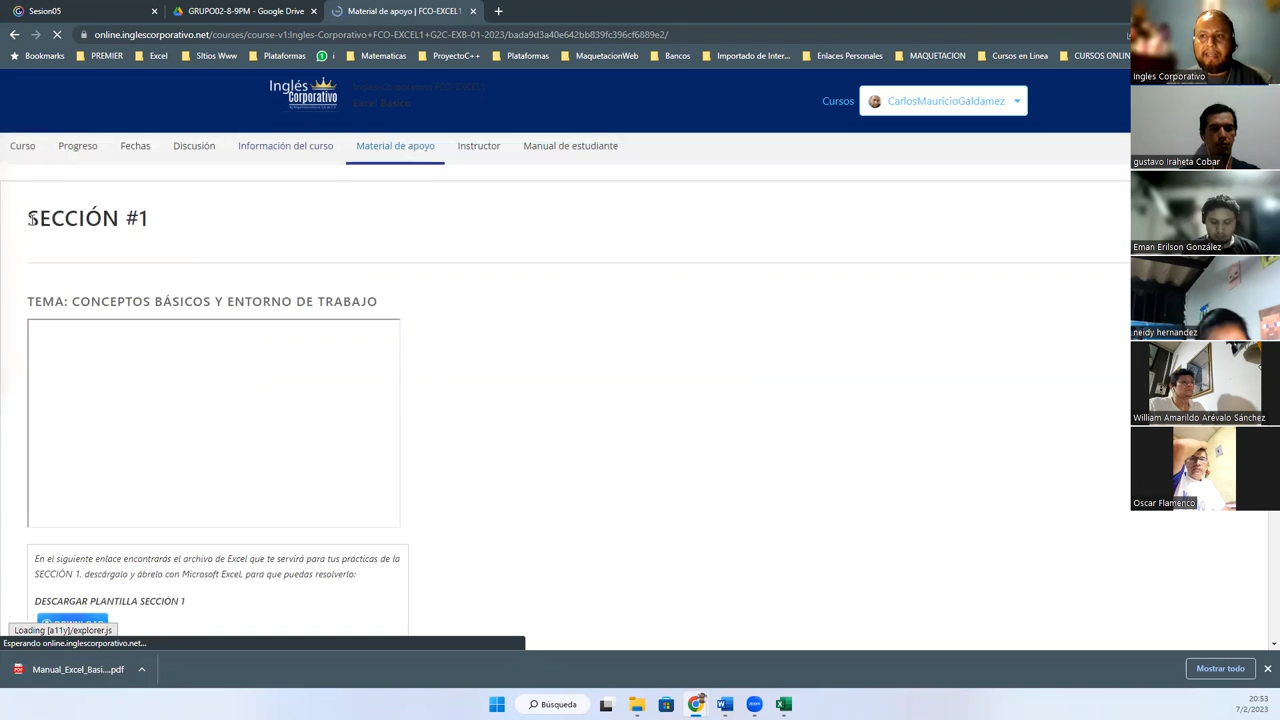 Sesion05
GRUPO02-8-9PM - Google Drive
Material de apoyo | FCO-EXCEL1
online.inglescorporativo.net/courses/course-v1:Ingles-Corporativo+FCO-EXCEL1+G2C-EXB-01-2023/bada9d3a40e642bb839fc396cf6889e2/
Bookmarks
PREMIER
Excel
SItios Wwww
Plataformas
Matematicas
ProyectoC++
Plataformas
MaquetacionWeb
Bancos
Importado de Inter...
Enlaces Personales
MAQUETACION
Cursos en Linea
CURSOS ONLIN
Inglés
Corporativo
Excel Básico
Cursos
CarlosMauricioGaldamez
Curso
Progreso
Fechas
Discusión
Información del curso
Material de apoyo
Instructor
Manual de estudiante
SECCIÓN #1
TEMA: CONCEPTOS BÁSICOS Y ENTORNO DE TRABAJO
En el siguiente enlace encontrarás el archivo de Excel que te servirá para tus prácticas de la
SECCIÓN 1, descárgalo y ábrelo con Microsoft Excel, para que puedas resolverlo:
DESCARGAR PLANTILLA SECCIÓN 1
DOWNLOAD
Loading [a11y]/explorer.js
Esperando online.inglescorporativo.net...
Manual_Excel_Basi....pdf
Mostrar todo
Búsqueda
20:53
7/2/2023
Ingles Corporativo
gustavo Iraheta Cobar
Eman Erilson González
neidy hernandez
William Amarildo Arévalo Sánchez
Oscar Flamenco